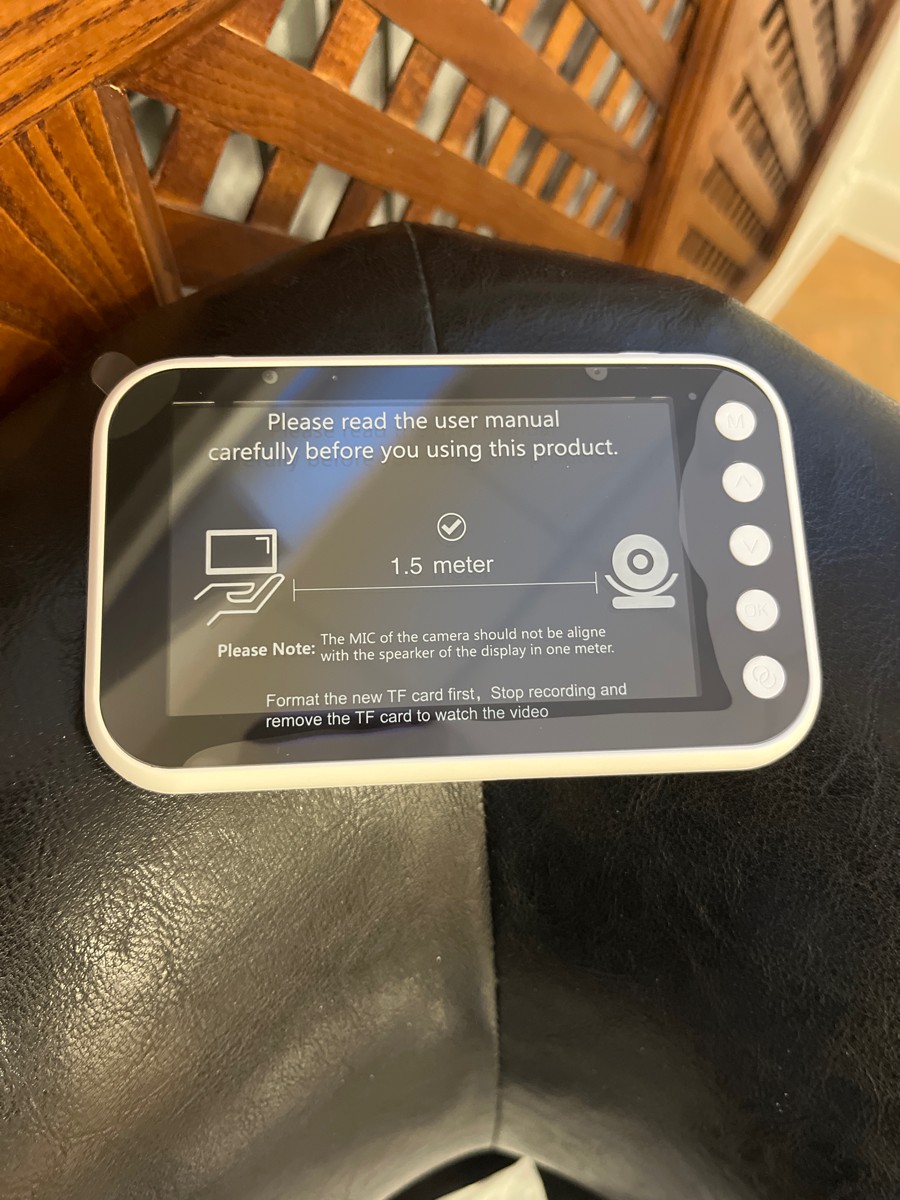 Please read the user manual
carefully before you using this product.
1.5 meter
Please Note: The MIC of the camera should not be aligne
with the spearker of the display in one meter.
Format the new TF card first, Stop recording and
remove the TF card to watch the video
M
OK